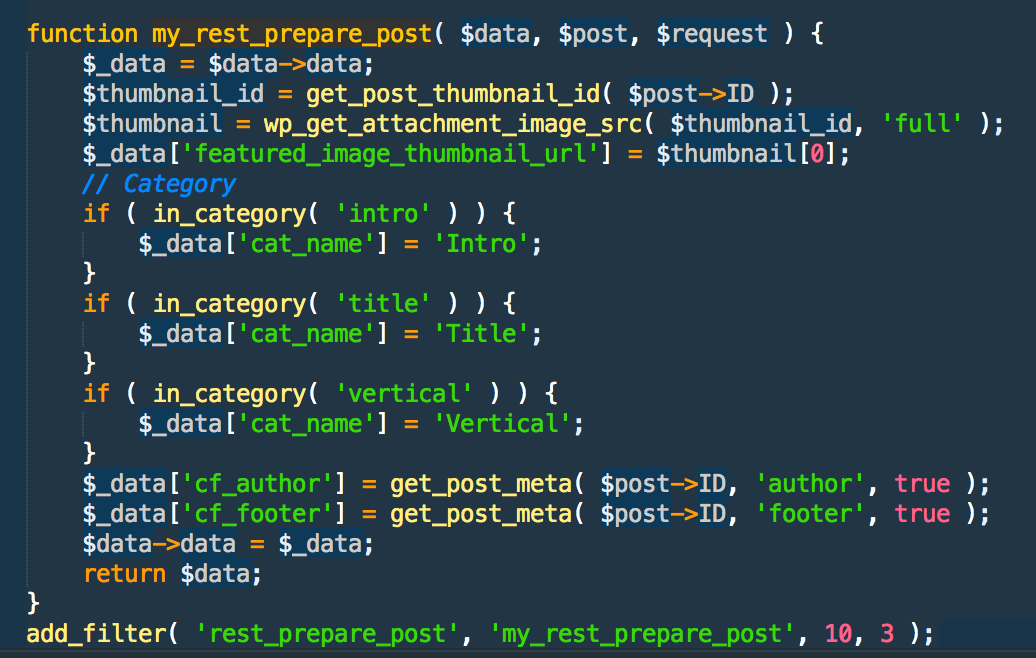 function my_rest_prepare_post( $data, $post, $request ) {
    $_data = $data->data;
    $thumbnail_id = get_post_thumbnail_id( $post->ID );
    $thumbnail = wp_get_attachment_image_src( $thumbnail_id, 'full' );
    $_data['featured_image_thumbnail_url'] = $thumbnail[0];
    // Category
    if ( in_category( 'intro' ) ) {
        $_data['cat_name'] = 'Intro';
    }
    if ( in_category( 'title' ) ) {
        $_data['cat_name'] = 'Title';
    }
    if ( in_category( 'vertical' ) ) {
        $_data['cat_name'] = 'Vertical';
    }
    $_data['cf_author'] = get_post_meta( $post->ID, 'author', true );
    $_data['cf_footer'] = get_post_meta( $post->ID, 'footer', true );
    $data->data = $_data;
    return $data;
}
add_filter( 'rest_prepare_post', 'my_rest_prepare_post', 10, 3 );